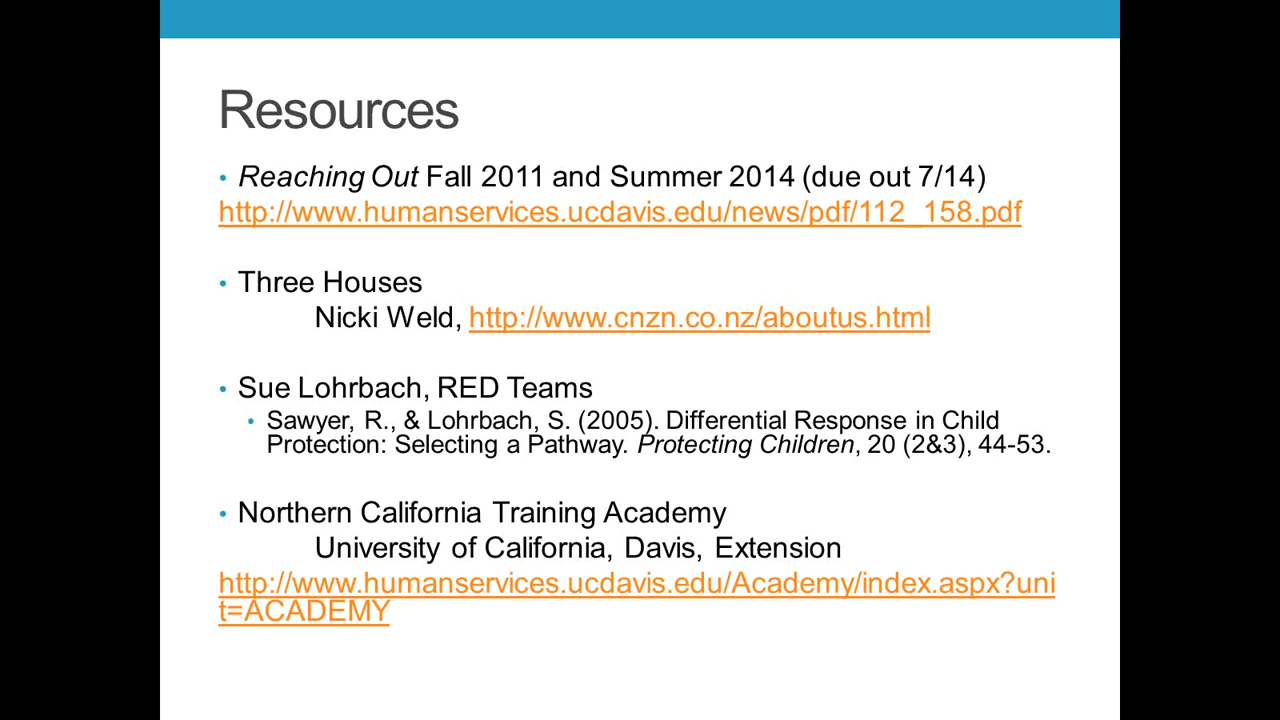 Resources
• Reaching Out Fall 2011 and Summer 2014 (due out 7/14)
http://www.humanservices.ucdavis.edu/news/pdf/112_158.pdf
• Three Houses
Nicki Weld, http://www.cnzn.co.nz/aboutus.html
• Sue Lohrbach, RED Teams
• Sawyer, R., & Lohrbach, S. (2005). Differential Response in Child
Protection: Selecting a Pathway. Protecting Children, 20 (2&3), 44-53.
• Northern California Training Academy
University of California, Davis, Extension
http://www.humanservices.ucdavis.edu/Academy/index.aspx?uni
t=ACADEMY